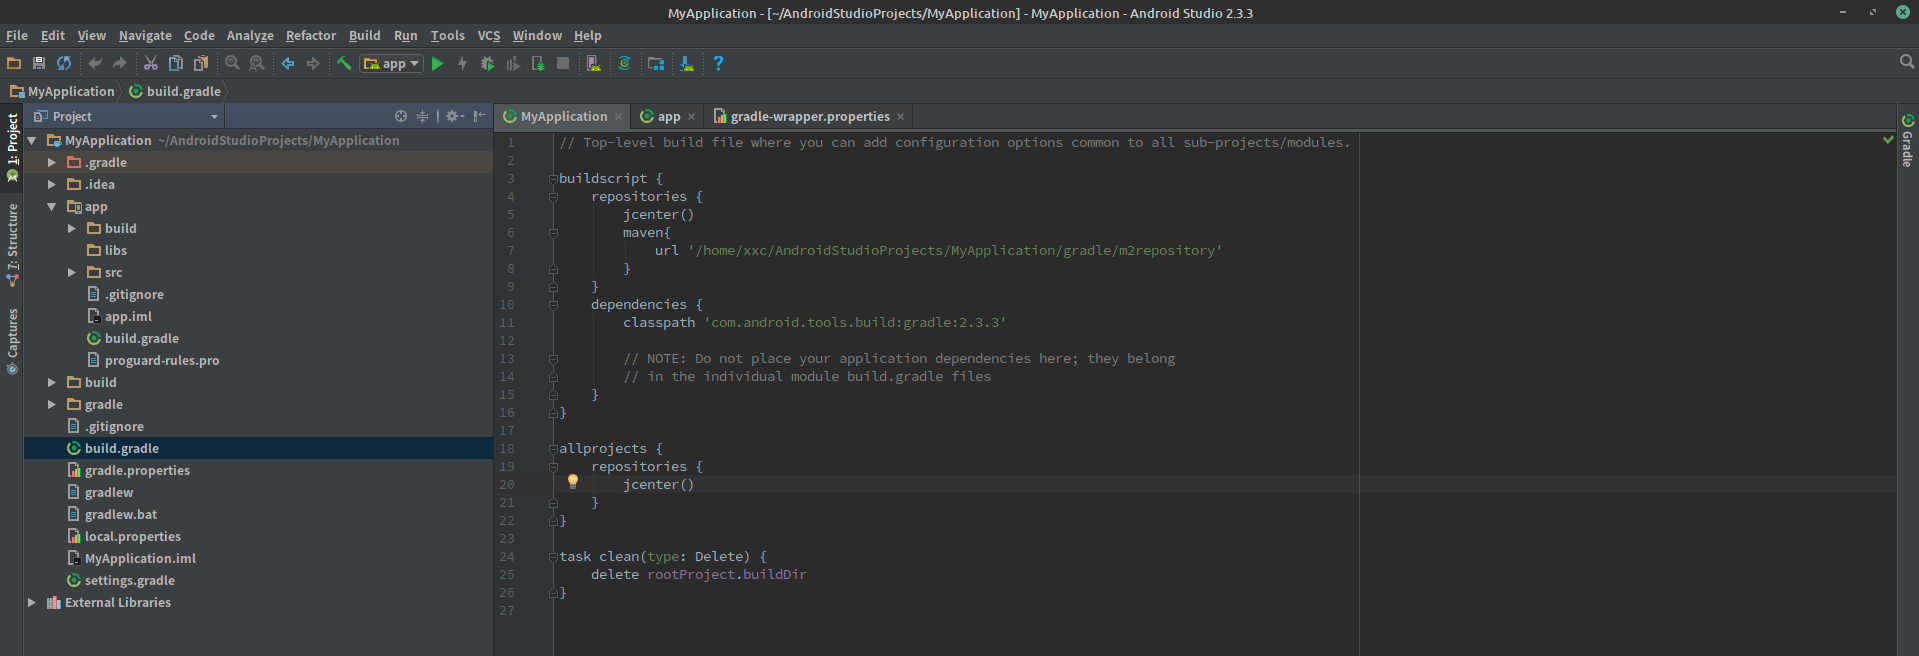 MyApplication - [~/AndroidStudioProjects/MyApplication] - MyApplication - Android Studio 2.3.3
File Edit View Navigate Code Analyze Refactor Build Run Tools VCS Window Help
app
MyApplication build.gradle
Project
MyApplication ~/AndroidStudioProjects/MyApplication
.gradle
.idea
app
build
libs
src
.gitignore
app.iml
build.gradle
proguard-rules.pro
build
gradle
.gitignore
build.gradle
gradle.properties
gradlew
gradlew.bat
local.properties
MyApplication.iml
settings.gradle
External Libraries
1: Project
7: Structure
Captures
MyApplication app gradle-wrapper.properties
1 // Top-level build file where you can add configuration options common to all sub-projects/modules.
2
3 buildscript {
4 repositories {
5 jcenter()
6 maven{
7 url '/home/xxc/AndroidStudioProjects/MyApplication/gradle/m2repository'
8 }
9 }
10 dependencies {
11 classpath 'com.android.tools.build:gradle:2.3.3'
12
13 // NOTE: Do not place your application dependencies here; they belong
14 // in the individual module build.gradle files
15 }
16 }
17
18 allprojects {
19 repositories {
20 jcenter()
21 }
22 }
23
24 task clean(type: Delete) {
25 delete rootProject.buildDir
26 }
27
Gradle